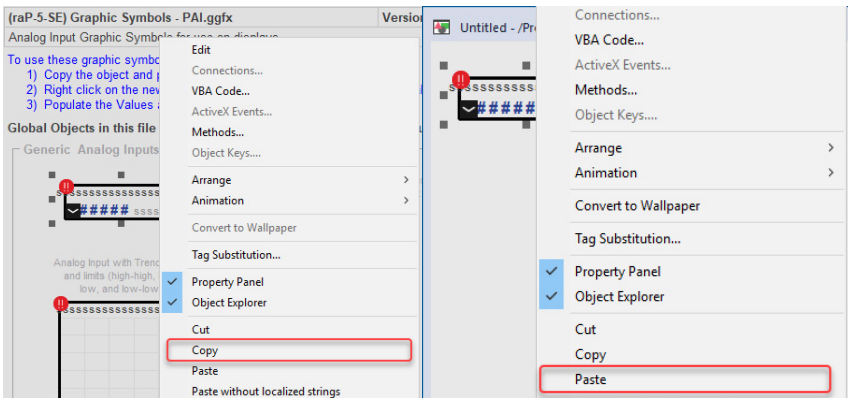 (raP-5-SE) Graphic Symbols - PAI.ggfx
Versio
Analog Input Graphic Symbols for use on displays
To use these graphic symbo
1) Copy the object and p
2) Right click on the new
3) Populate the Values a
Global Objects in this file
Generic Analog Inputs
sssssssssssss
##### ssss
Analog Input with Trend
and limits (high-high,
low, and low-low
sssssssssssss
Edit
Connections...
VBA Code...
ActiveX Events...
Methods...
Object Keys....
Arrange
Animation
Convert to Wallpaper
Tag Substitution...
Property Panel
Object Explorer
Cut
Copy
Paste
Paste without localized strings
Untitled - /Pr
sssssssss
#####
Connections...
VBA Code...
ActiveX Events...
Methods...
Object Keys....
Arrange
Animation
Convert to Wallpaper
Tag Substitution...
Property Panel
Object Explorer
Cut
Copy
Paste